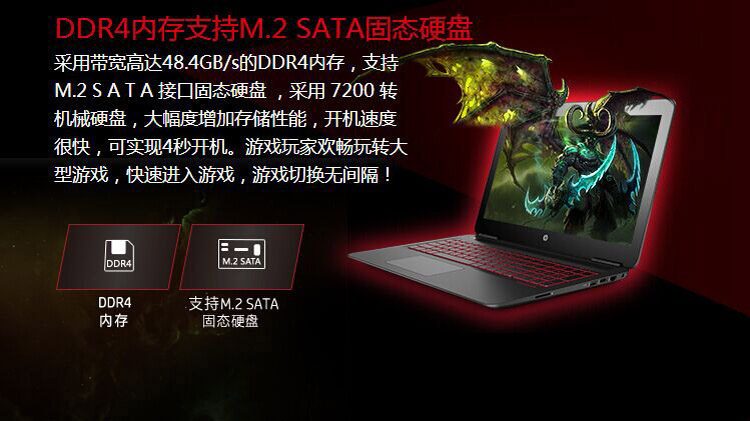 DDR4内存支持M.2 SATA固态硬盘
采用带宽高达48.4GB/s的DDR4内存，支持
M.2 S A T A 接口固态硬盘 ，采用 7200 转
机械硬盘，大幅度增加存储性能，开机速度
很快，可实现4秒开机。游戏玩家欢畅玩转大
型游戏，快速进入游戏，游戏切换无间隔！
DDR4
M.2 SATA
DDR4
内存
支持M.2 SATA
固态硬盘
hp